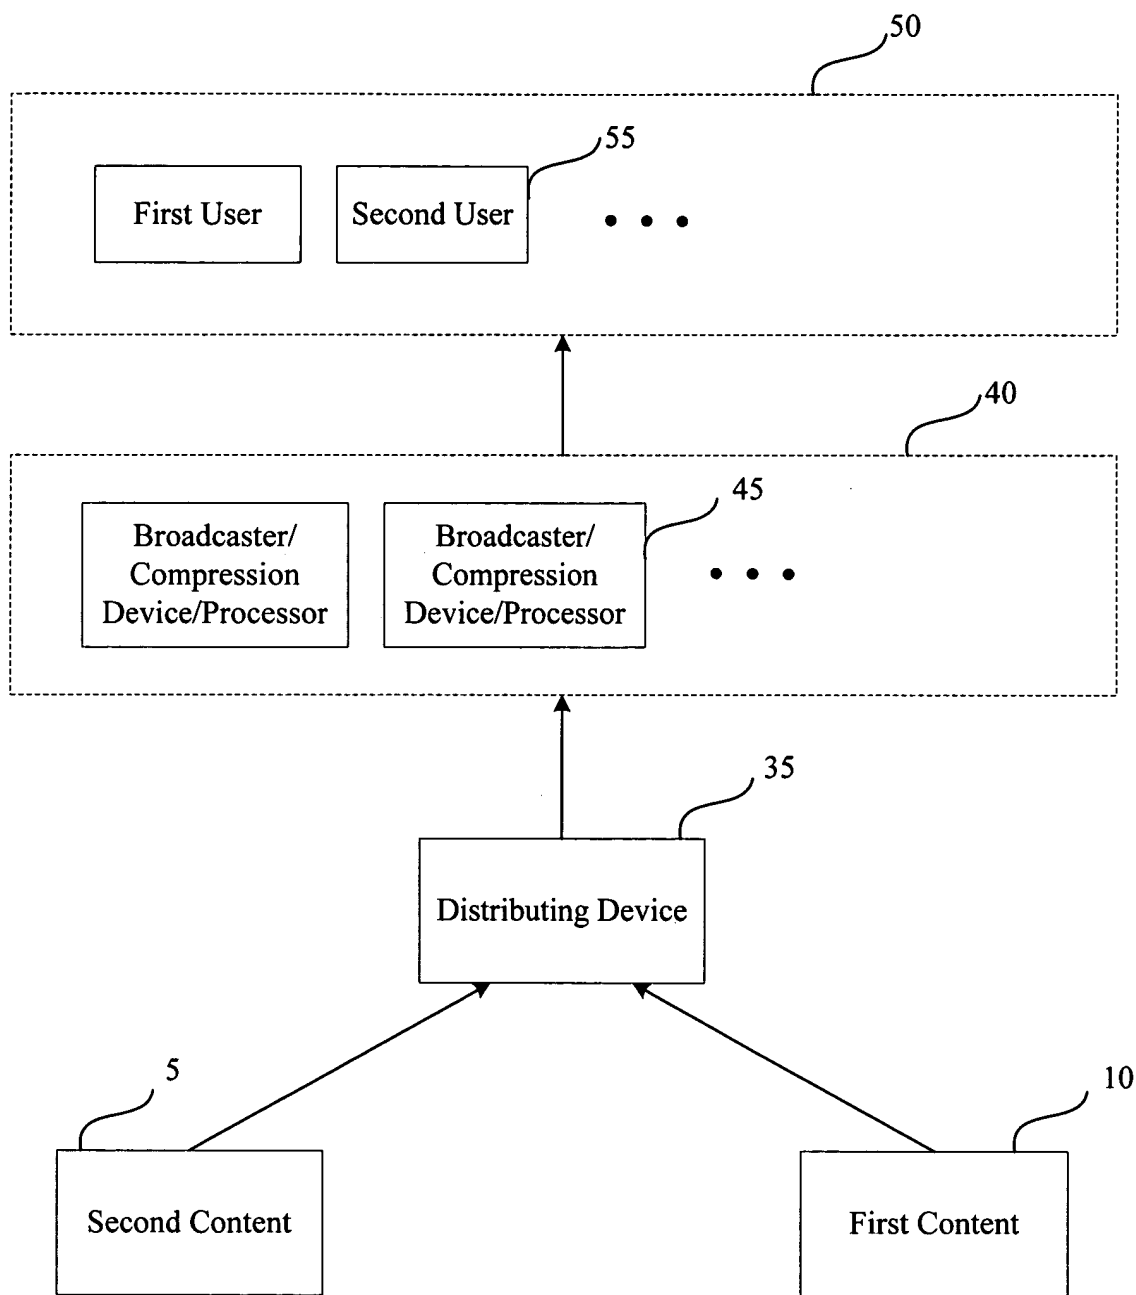 50
55
First User
Second User
40
45
Broadcaster/
Compression
Device/Processor
Broadcaster/
Compression
Device/Processor
35
Distributing Device
5
10
Second Content
First Content